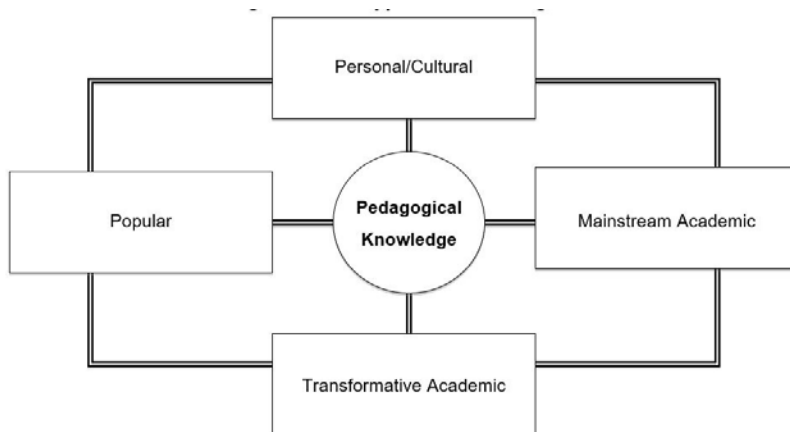 Personal/Cultural
Popular
Pedagogical
Knowledge
Mainstream Academic
Transformative Academic